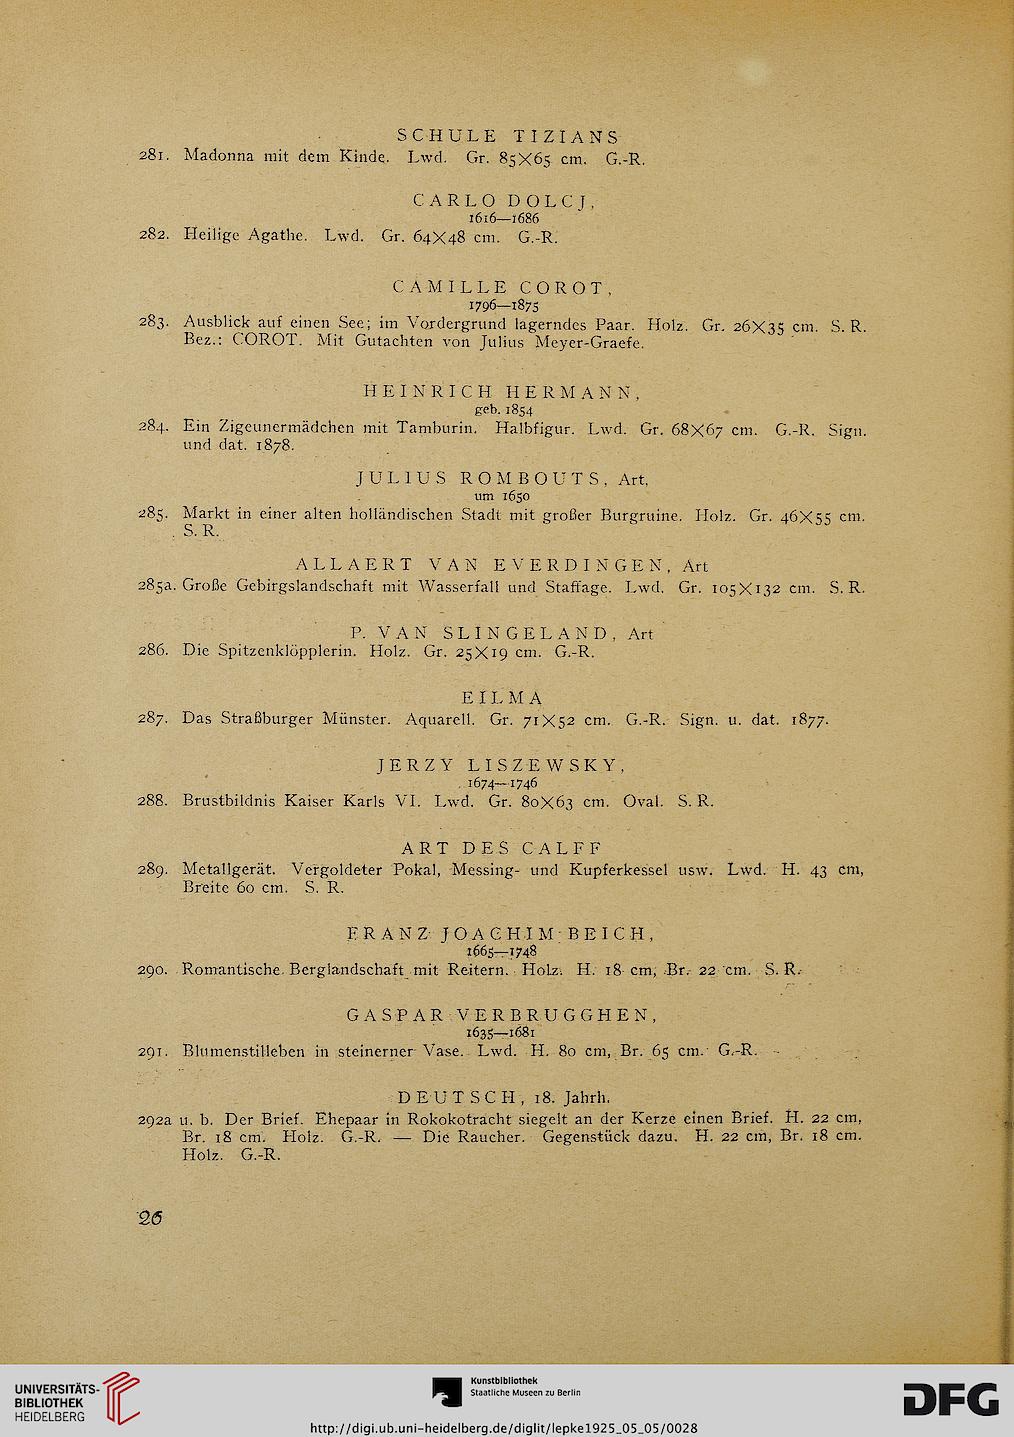 SCHULE TIZIANS
281. Madonna mit dem Kinde. Lwd. Gr. 85×65 cm. G.-R.
CARLO DOLCJ,
1616—1686
282. Heilige Agathe. Lwd. Gr. 64×48 cm. G.-R.
CAMILLE COROT,
1796—1875
283. Ausblick auf einen See; im Vordergrund lagerndes Paar. Holz. Gr. 26×35 cm. S. R.
Bez.: COROT. Mit Gutachten von Julius Meyer-Graefe.
HEINRICH HERMANN,
geb. 1854
284. Ein Zigeunermädchen mit Tamburin. Halbfigur. Lwd. Gr. 68×67 cm. G.-R. Sign.
und dat. 1878.
JULIUS ROMBOUTS, Art,
um 1650
285. Markt in einer alten holländischen Stadt mit großer Burgruine. Holz. Gr. 46×55 cm.
S. R.
ALLAERT VAN EVERDINGEN, Art
285a. Große Gebirgslandschaft mit Wasserfall und Staffage. Lwd. Gr. 105×132 cm. S. R.
P. VAN SLINGELAND, Art
286. Die Spitzenklöpplerin. Holz. Gr. 25×19 cm. G.-R.
EILMA
287. Das Straßburger Münster. Aquarell. Gr. 71×52 cm. G.-R. Sign. u. dat. 1877.
JERZY LISZEWSKY,
1674—1746
288. Brustbildnis Kaiser Karls VI. Lwd. Gr. 80×63 cm. Oval. S. R.
ART DES CALFF
289. Metallgerät. Vergoldeter Pokal, Messing- und Kupferkessel usw. Lwd. H. 43 cm,
Breite 60 cm. S. R.
FRANZ JOACHIM BEICH,
1665—1748
290. Romantische Berglandschaft mit Reitern. Holz. H. 18 cm, Br. 22 cm. S. R.
GASPAR VERBRUGGHEN,
1635—1681
291. Blumenstilleben in steinerner Vase. Lwd. H. 80 cm, Br. 65 cm. G.-R.
DEUTSCH, 18. Jahrh.
292a u. b. Der Brief. Ehepaar in Rokokotracht siegelt an der Kerze einen Brief. H. 22 cm,
Br. 18 cm. Holz. G.-R. — Die Raucher. Gegenstück dazu. H. 22 cm, Br. 18 cm.
Holz. G.-R.
26
UNIVERSITÄTS-
BIBLIOTHEK
HEIDELBERG
Kunstbibliothek
Staatliche Museen zu Berlin
DFG
http://digi.ub.uni-heidelberg.de/diglit/lepke1925_05_05/0028